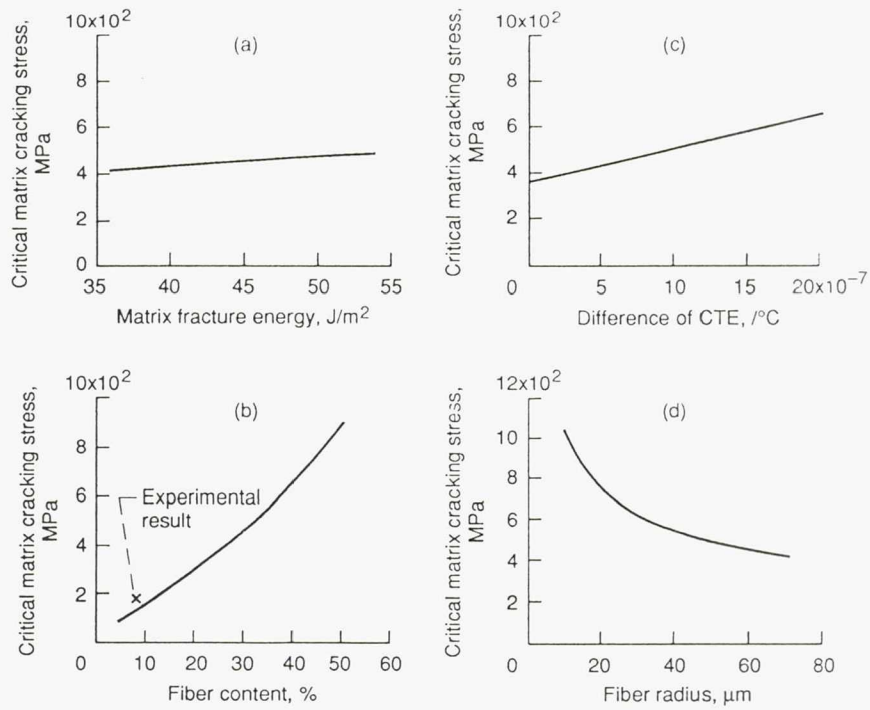 Critical matrix cracking stress,
MPa
10x10²
8
6
4
2
0
(a)
35
40
45
50
55
Matrix fracture energy, J/m²
Critical matrix cracking stress,
MPa
10x10²
8
6
4
2
(c)
0
5
10
15
20x10⁻⁷
Difference of CTE, /°C
Critical matrix cracking stress,
MPa
10x10²
8
6
4
2
(b)
Experimental
result
0
10
20
30
40
50
60
Fiber content, %
Critical matrix cracking stress,
MPa
12x10²
10
8
6
4
2
(d)
0
20
40
60
80
Fiber radius, µm